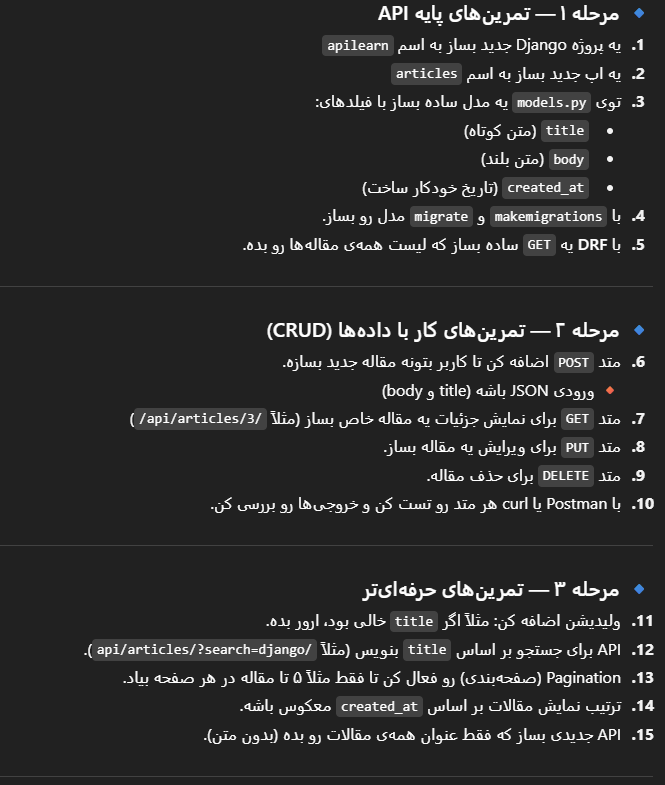 مرحله ۱ — تمرین‌های پایه API
1. یه پروژه Django جدید بساز به اسم apilearn
2. یه اپ جدید بساز به اسم articles
3. توی models.py یه مدل ساده بساز با فیلدهای:
• title (متن کوتاه)
• body (متن بلند)
• created_at (تاریخ خودکار ساخت)
4. با makemigrations و migrate مدل رو بساز.
5. با DRF یه GET ساده بساز که لیست همه‌ی مقاله‌ها رو بده.
مرحله ۲ — تمرین‌های کار با داده‌ها (CRUD)
6. متد POST اضافه کن تا کاربر بتونه مقاله جدید بسازه.
ورودی JSON باشه (title و body)
7. متد GET برای نمایش جزئیات یه مقاله خاص بساز (مثلاً /api/articles/3/)
8. متد PUT برای ویرایش یه مقاله بساز.
9. متد DELETE برای حذف مقاله.
10. با Postman یا curl هر متد رو تست کن و خروجی‌ها رو بررسی کن.
مرحله ۳ — تمرین‌های حرفه‌ای‌تر
11. ولیدیشن اضافه کن: مثلاً اگر title خالی بود، ارور بده.
12. API برای جستجو بر اساس title بنویس (مثلاً /api/articles/?search=django).
13. Pagination (صفحه‌بندی) رو فعال کن تا فقط مثلاً ۵ تا مقاله در هر صفحه بیاد.
14. ترتیب نمایش مقالات بر اساس created_at معکوس باشه.
15. API جدیدی بساز که فقط عنوان همه‌ی مقالات رو بده (بدون متن).